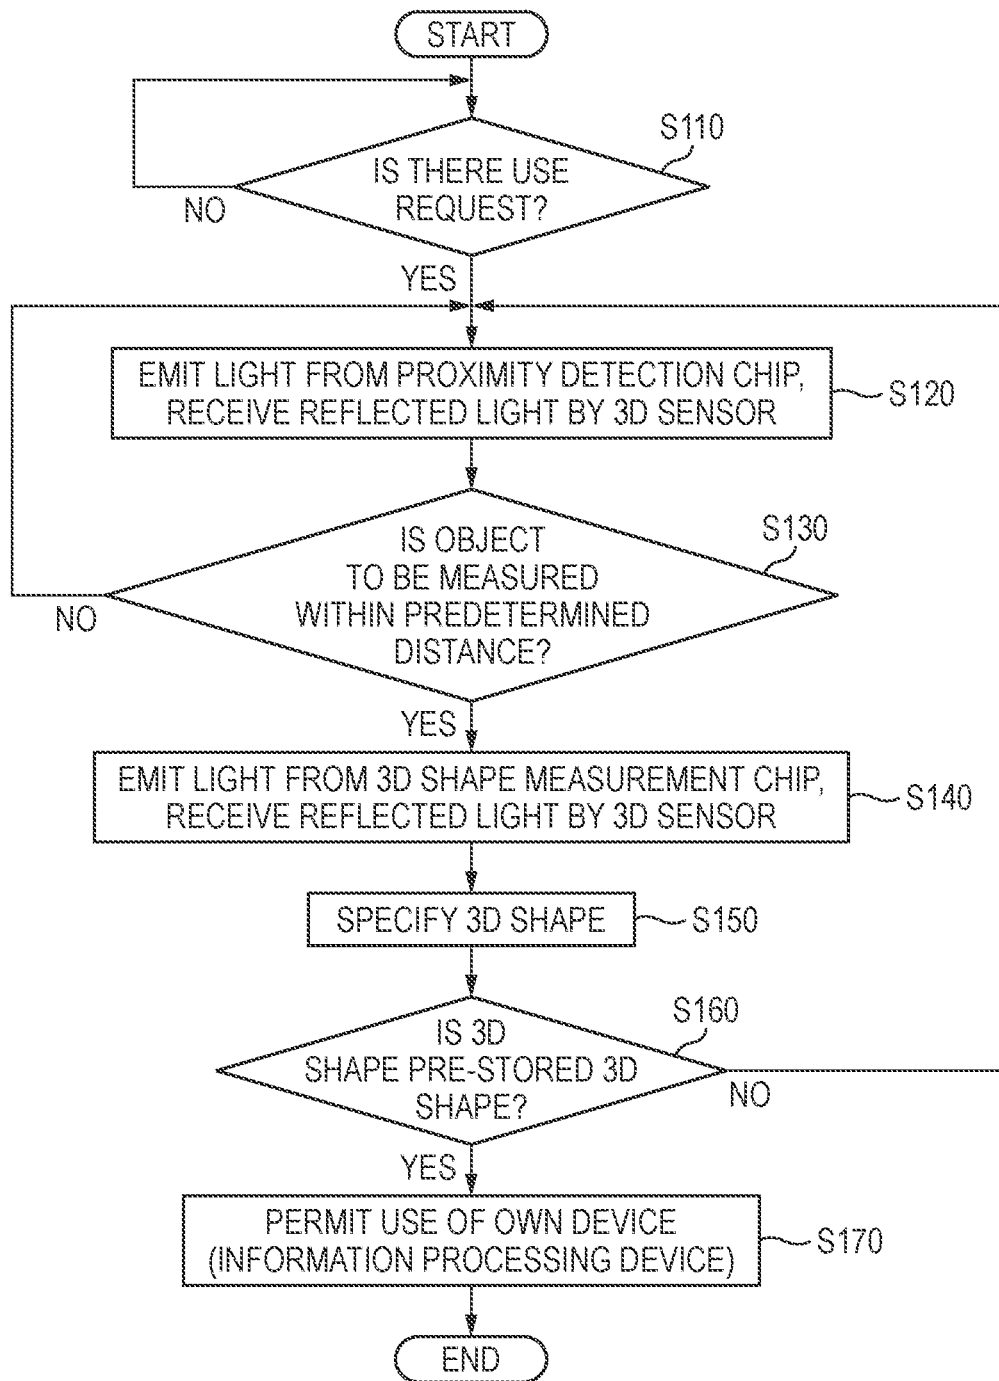 START
S110
IS THERE USE
REQUEST?
NO
YES
EMIT LIGHT FROM PROXIMITY DETECTION CHIP,
RECEIVE REFLECTED LIGHT BY 3D SENSOR
S120
S130
IS OBJECT
TO BE MEASURED
WITHIN PREDETERMINED
DISTANCE?
NO
YES
EMIT LIGHT FROM 3D SHAPE MEASUREMENT CHIP,
RECEIVE REFLECTED LIGHT BY 3D SENSOR
S140
SPECIFY 3D SHAPE
S150
S160
IS 3D
SHAPE PRE-STORED 3D
SHAPE?
NO
YES
PERMIT USE OF OWN DEVICE
(INFORMATION PROCESSING DEVICE)
S170
END